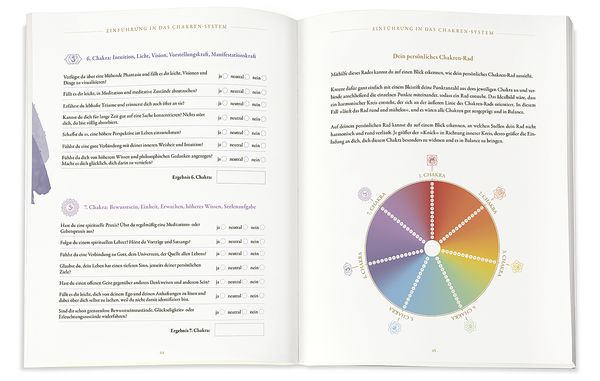 EINFÜHRUNG IN DAS CHAKREN-SYSTEM
6. Chakra: Intuition, Licht, Vision, Vorstellungskraft, Manifestationskraft
Verfügst du über eine blühende Phantasie und fällt es dir leicht, Visionen und
Dinge zu visualisieren?
ja neutral nein
Fällt es dir leicht, in Meditation und meditative Zustände abzutauchen?
ja neutral nein
Erfährst du lebhafte Träume und erinnerst dich auch öfter an sie?
ja neutral nein
Kannst du dich für lange Zeit gut auf eine Sache konzentrieren? Nichts oder
dich, du bist völlig absorbiert.
ja neutral nein
Schaffst du es, eine höhere Perspektive im Leben einzunehmen?
ja neutral nein
Fühlst du eine gute Verbindung mit deiner inneren Weisheit und Intuition?
ja neutral nein
Fühlst du dich von höherem Wissen und philosophischen Gedanken angezogen?
Macht es dich glücklich, dich darin zu vertiefen?
ja neutral nein
Ergebnis 6. Chakra:
7. Chakra: Bewusstsein, Einheit, Erwachen, höheres Wissen, Seelenaufgabe
Hast du eine spirituelle Praxis? Übst du regelmäßig eine Meditations- oder
Gebetspraxis aus?
ja neutral nein
Folgst du einem spirituellen Lehrer? Hörst du Vorträge und Satsangs?
ja neutral nein
Fühlst du eine Verbindung zu Gott, dem Universum, der Quelle allen Lebens?
ja neutral nein
Glaubst du, dein Leben hat einen tieferen Sinn, jenseits deiner persönlichen
Ziele?
ja neutral nein
Hast du einen offenen Geist gegenüber anderen Denkweisen und anderem Sein?
ja neutral nein
Fällt es dir leicht, dich von deinem Ego und deinen Anhaftungen zu lösen und
dabei über dich selbst zu lachen, weil du nicht damit identifiziert bist.
ja neutral nein
Sind dir schon grenzenlose Bewusstseinszustände, Glückseligkeits- oder
Erleuchtungszustände widerfahren?
ja neutral nein
Ergebnis 7. Chakra:
EINFÜHRUNG IN DAS CHAKREN-SYSTEM
Dein persönliches Chakren-Rad
Mithilfe dieses Rades kannst du auf einen Blick erkennen, wie dein persönliches Chakren-Rad aussieht.
Kreuze dafür ganz einfach mit einem Bleistift deine Punktanzahl aus dem jeweiligen Chakra an und ver-
binde anschließend die einzelnen Punkte miteinander, sodass ein Rad entsteht. Das Idealbild wäre, dass
ein harmonischer Kreis entsteht, der sich an der äußeren Linie des Chakren-Rads orientiert. In diesem
Fall »läuft das Rad rund und mühelos«, und es wären alle Chakren gut ausgeprägt und in Balance.
Auf deinem persönlichen Rad kannst du auf einen Blick erkennen, an welchen Stellen dein Rad nicht
harmonisch und rund verläuft. Je größer der »Knick« in Richtung innerer Kreis, desto größer die Ein-
ladung an dich, dich diesem Chakra besonders zu widmen und es in Balance zu bringen.
1. CHAKRA
7. CHAKRA
6. CHAKRA
3. CHAKRA
5. CHAKRA
4. CHAKRA